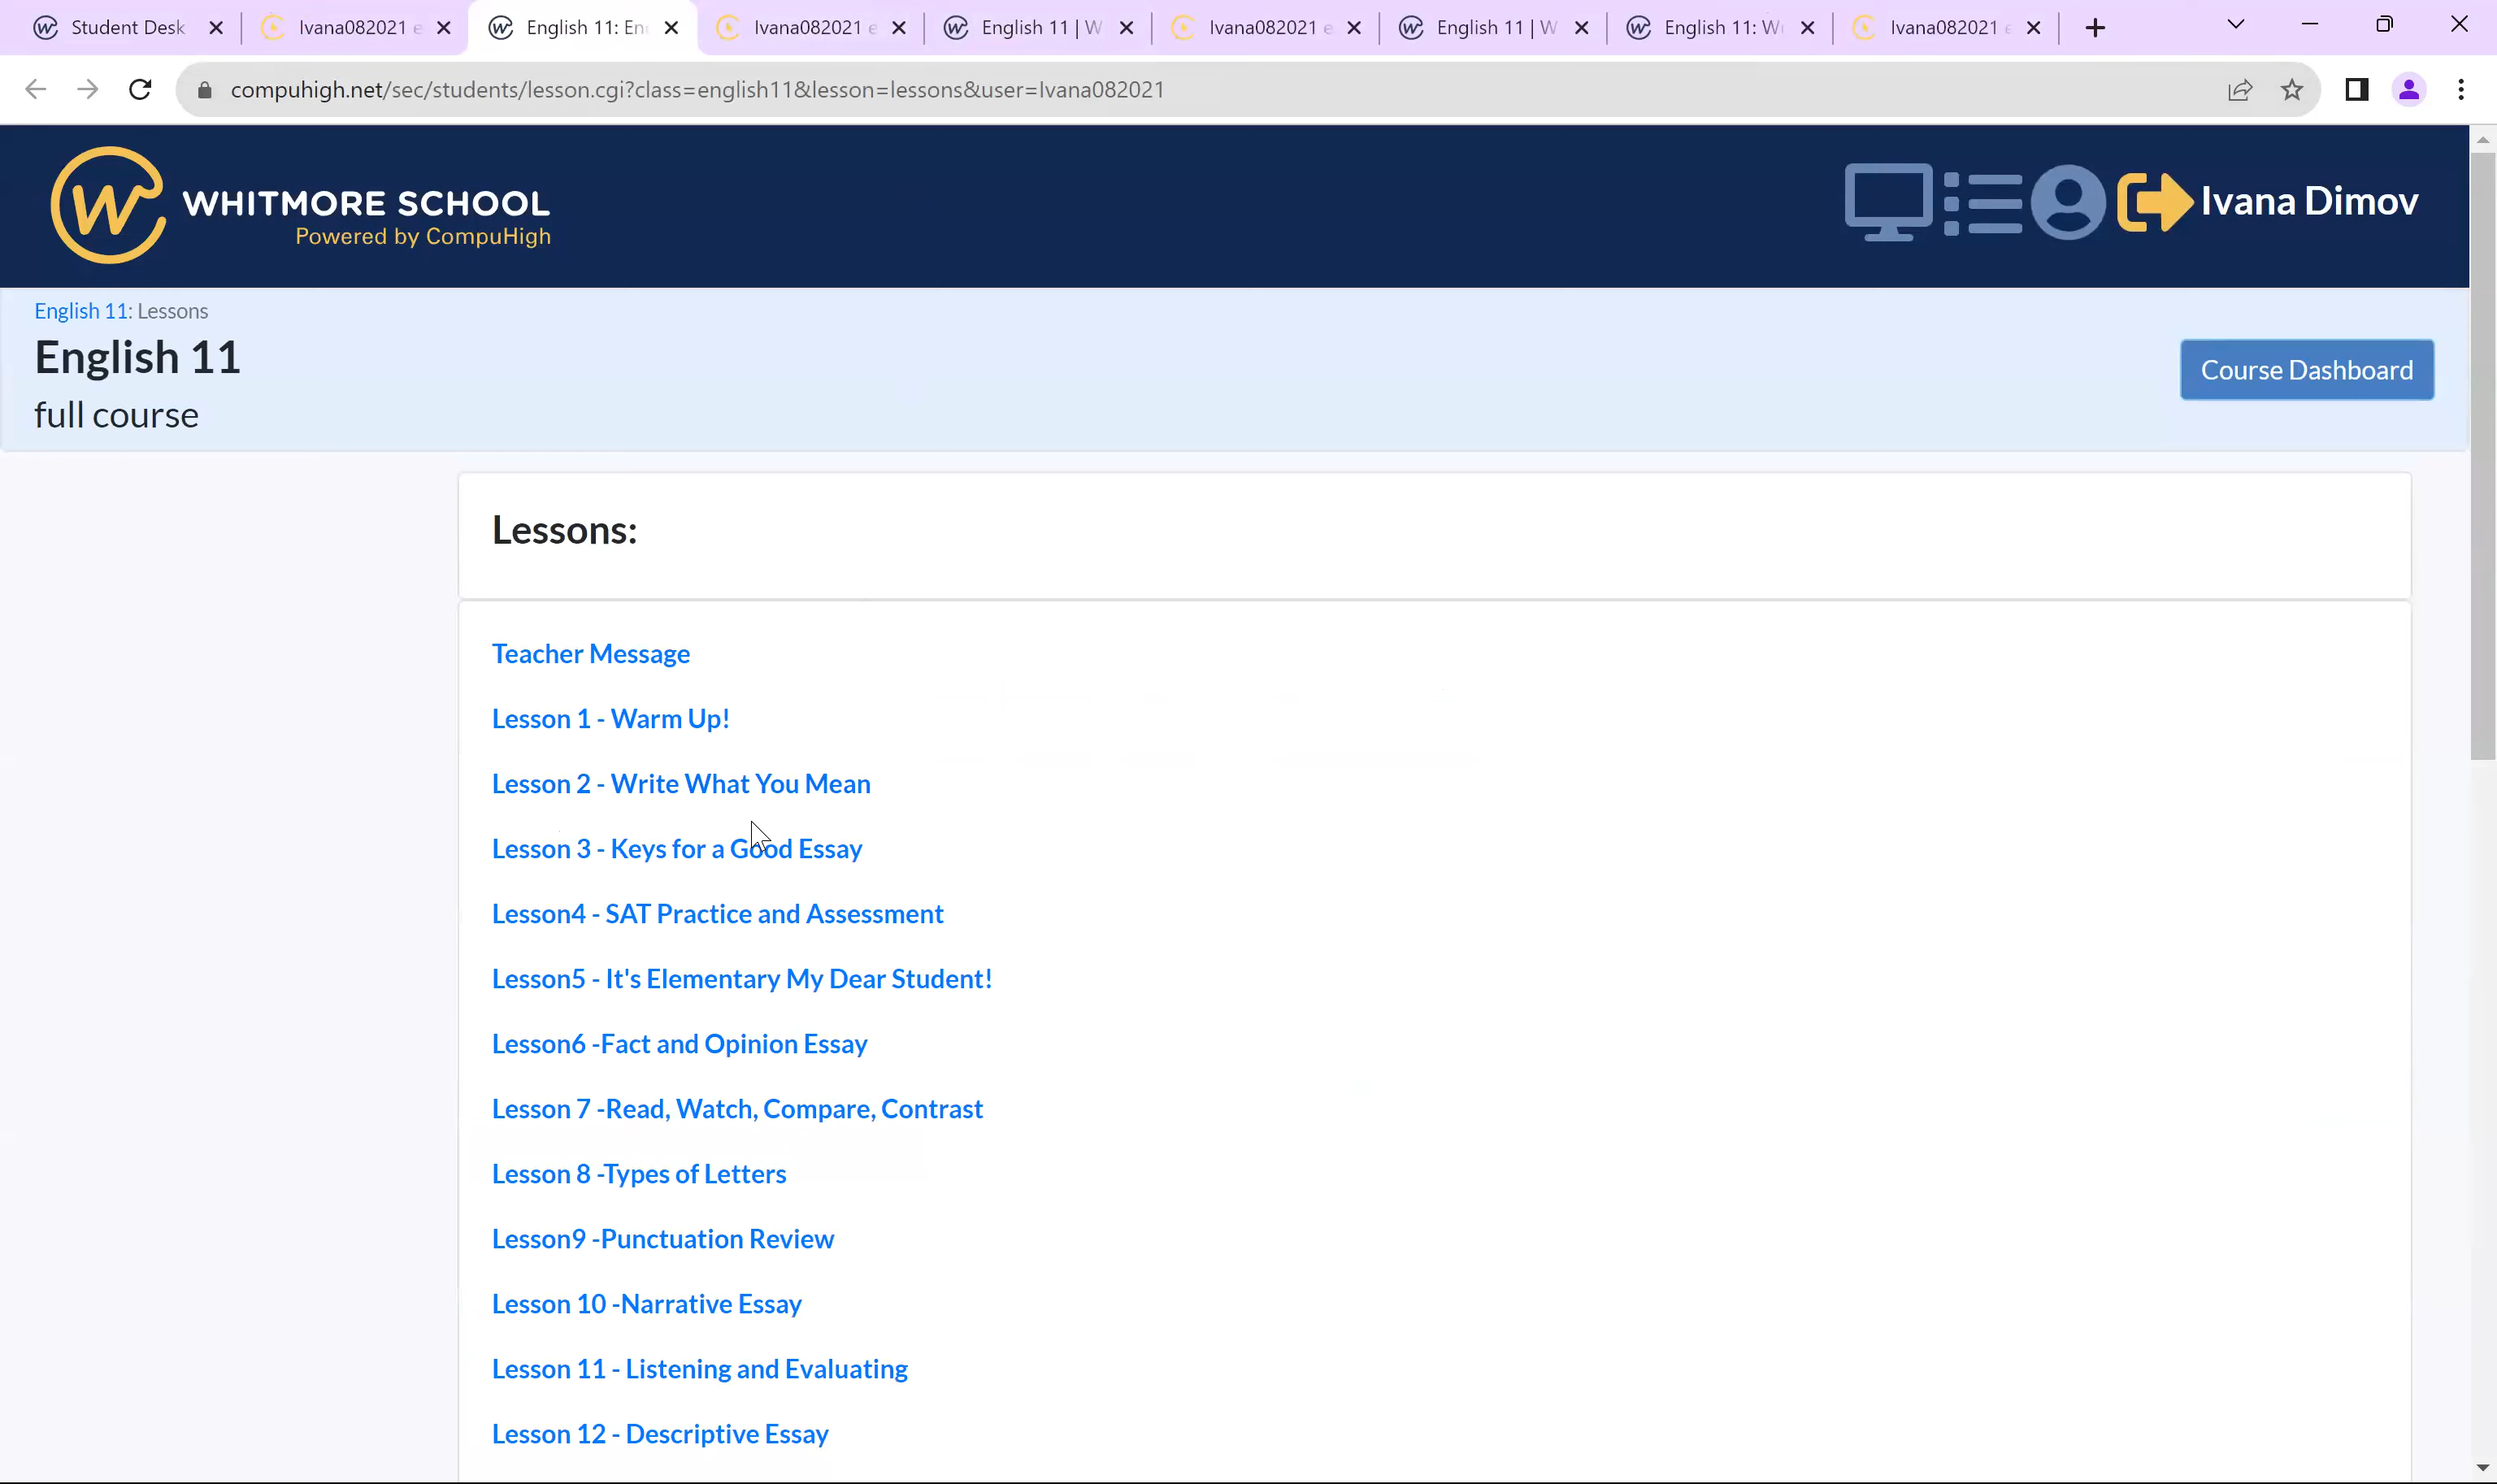 Student Desk
Ivana082021
English 11: En
Ivana082021
English 11 | W
Ivana082021
English 11 | W
English 11: W
Ivana082021
compuhigh.net/sec/students/lesson.cgi?class=english11&lesson=lessons&user=Ivana082021
WHITMORE SCHOOL
Powered by CompuHigh
Ivana Dimov
English 11: Lessons
English 11
full course
Course Dashboard
Lessons:
Teacher Message
Lesson 1 - Warm Up!
Lesson 2 - Write What You Mean
Lesson 3 - Keys for a Good Essay
Lesson4 - SAT Practice and Assessment
Lesson5 - It's Elementary My Dear Student!
Lesson6 -Fact and Opinion Essay
Lesson 7 -Read, Watch, Compare, Contrast
Lesson 8 -Types of Letters
Lesson9 -Punctuation Review
Lesson 10 -Narrative Essay
Lesson 11 - Listening and Evaluating
Lesson 12 - Descriptive Essay